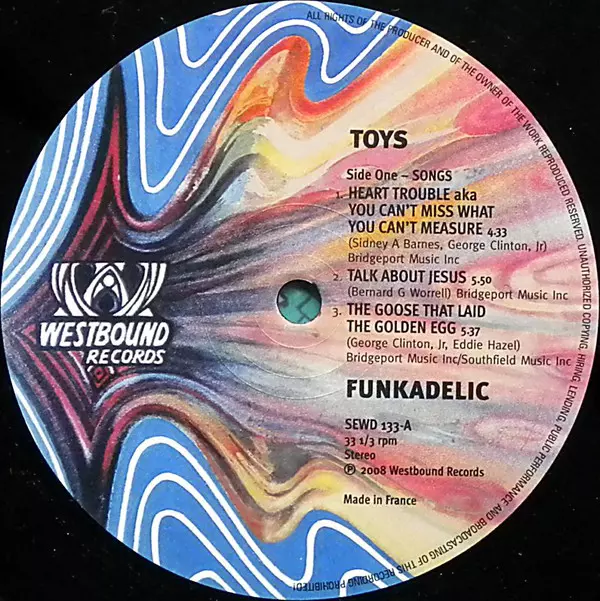 ALL RIGHTS OF THE PRODUCER AND OF THE OWNER OF THE WORK REPRODUCED RESERVED. UNAUTHORIZED COPYING, HIRING, LENDING, PUBLIC PERFORMANCE AND BROADCASTING OF THIS RECORDING PROHIBITED!
TOYS
Side One – SONGS
1. HEART TROUBLE aka
YOU CAN'T MISS WHAT
YOU CAN'T MEASURE 4.33
(Sidney A Barnes, George Clinton, Jr)
Bridgeport Music Inc
2. TALK ABOUT JESUS 5.50
(Bernard G Worrell) Bridgeport Music Inc
3. THE GOOSE THAT LAID
THE GOLDEN EGG 5.37
(George Clinton, Jr, Eddie Hazel)
Bridgeport Music Inc/Southfield Music Inc
WESTBOUND
RECORDS
FUNKADELIC
SEWD 133-A
33 1/3 rpm
Stereo
℗ 2008 Westbound Records
Made in France